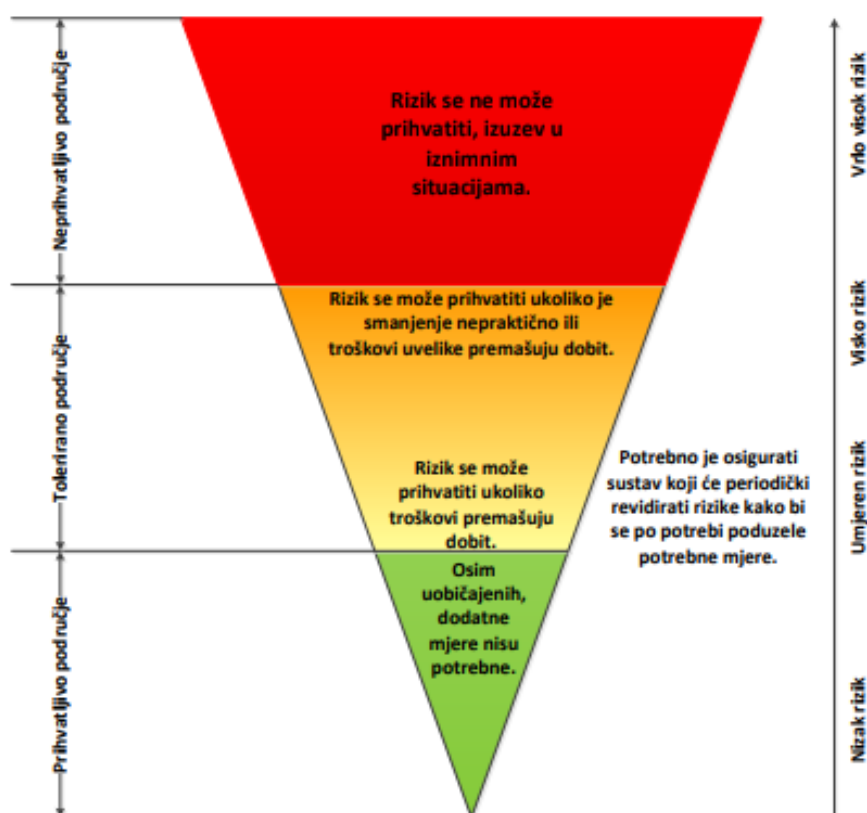 Neprihvatljivo područje
Tolerirano područje
Prihvatljivo područje
Rizik se ne može
prihvatiti, izuzev u
iznimnim
situacijama.
Rizik se može prihvatiti ukoliko je
smanjenje nepraktično ili
troškovi uvelike premašuju dobit.
Rizik se može
prihvatiti ukoliko
troškovi premašuju
dobit.
Osim
uobičajenih,
dodatne
mjere nisu
potrebne.
Potrebno je osigurati
sustav koji će periodički
revidirati rizike kako bi
se po potrebi poduzele
potrebne mjere.
Vrlo visok rizik
Visko rizik
Umjeren rizik
Nizak rizik